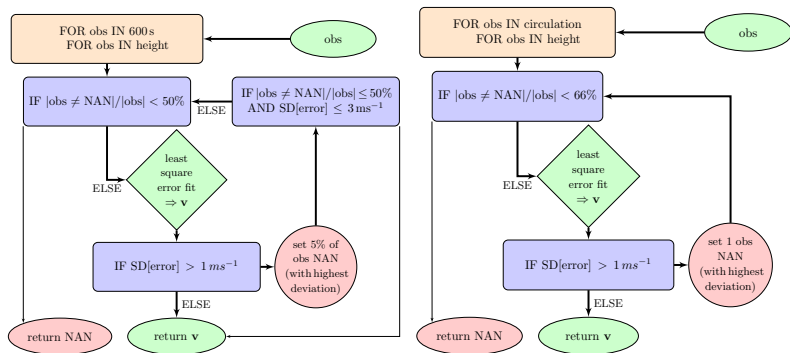 FOR obs IN 600 s
FOR obs IN height
obs
IF |obs ≠ NAN|/|obs| < 50%
IF |obs ≠ NAN|/|obs| ≤ 50%
AND SD[error] ≤ 3 ms⁻¹
ELSE
least
square
error fit
⇒ v
ELSE
IF SD[error] > 1 ms⁻¹
set 5% of
obs NAN
(with highest
deviation)
ELSE
return NAN
return v
FOR obs IN circulation
FOR obs IN height
obs
IF |obs ≠ NAN|/|obs| < 66%
least
square
error fit
⇒ v
ELSE
IF SD[error] > 1 ms⁻¹
set 1 obs
NAN
(with highest
deviation)
ELSE
return NAN
return v